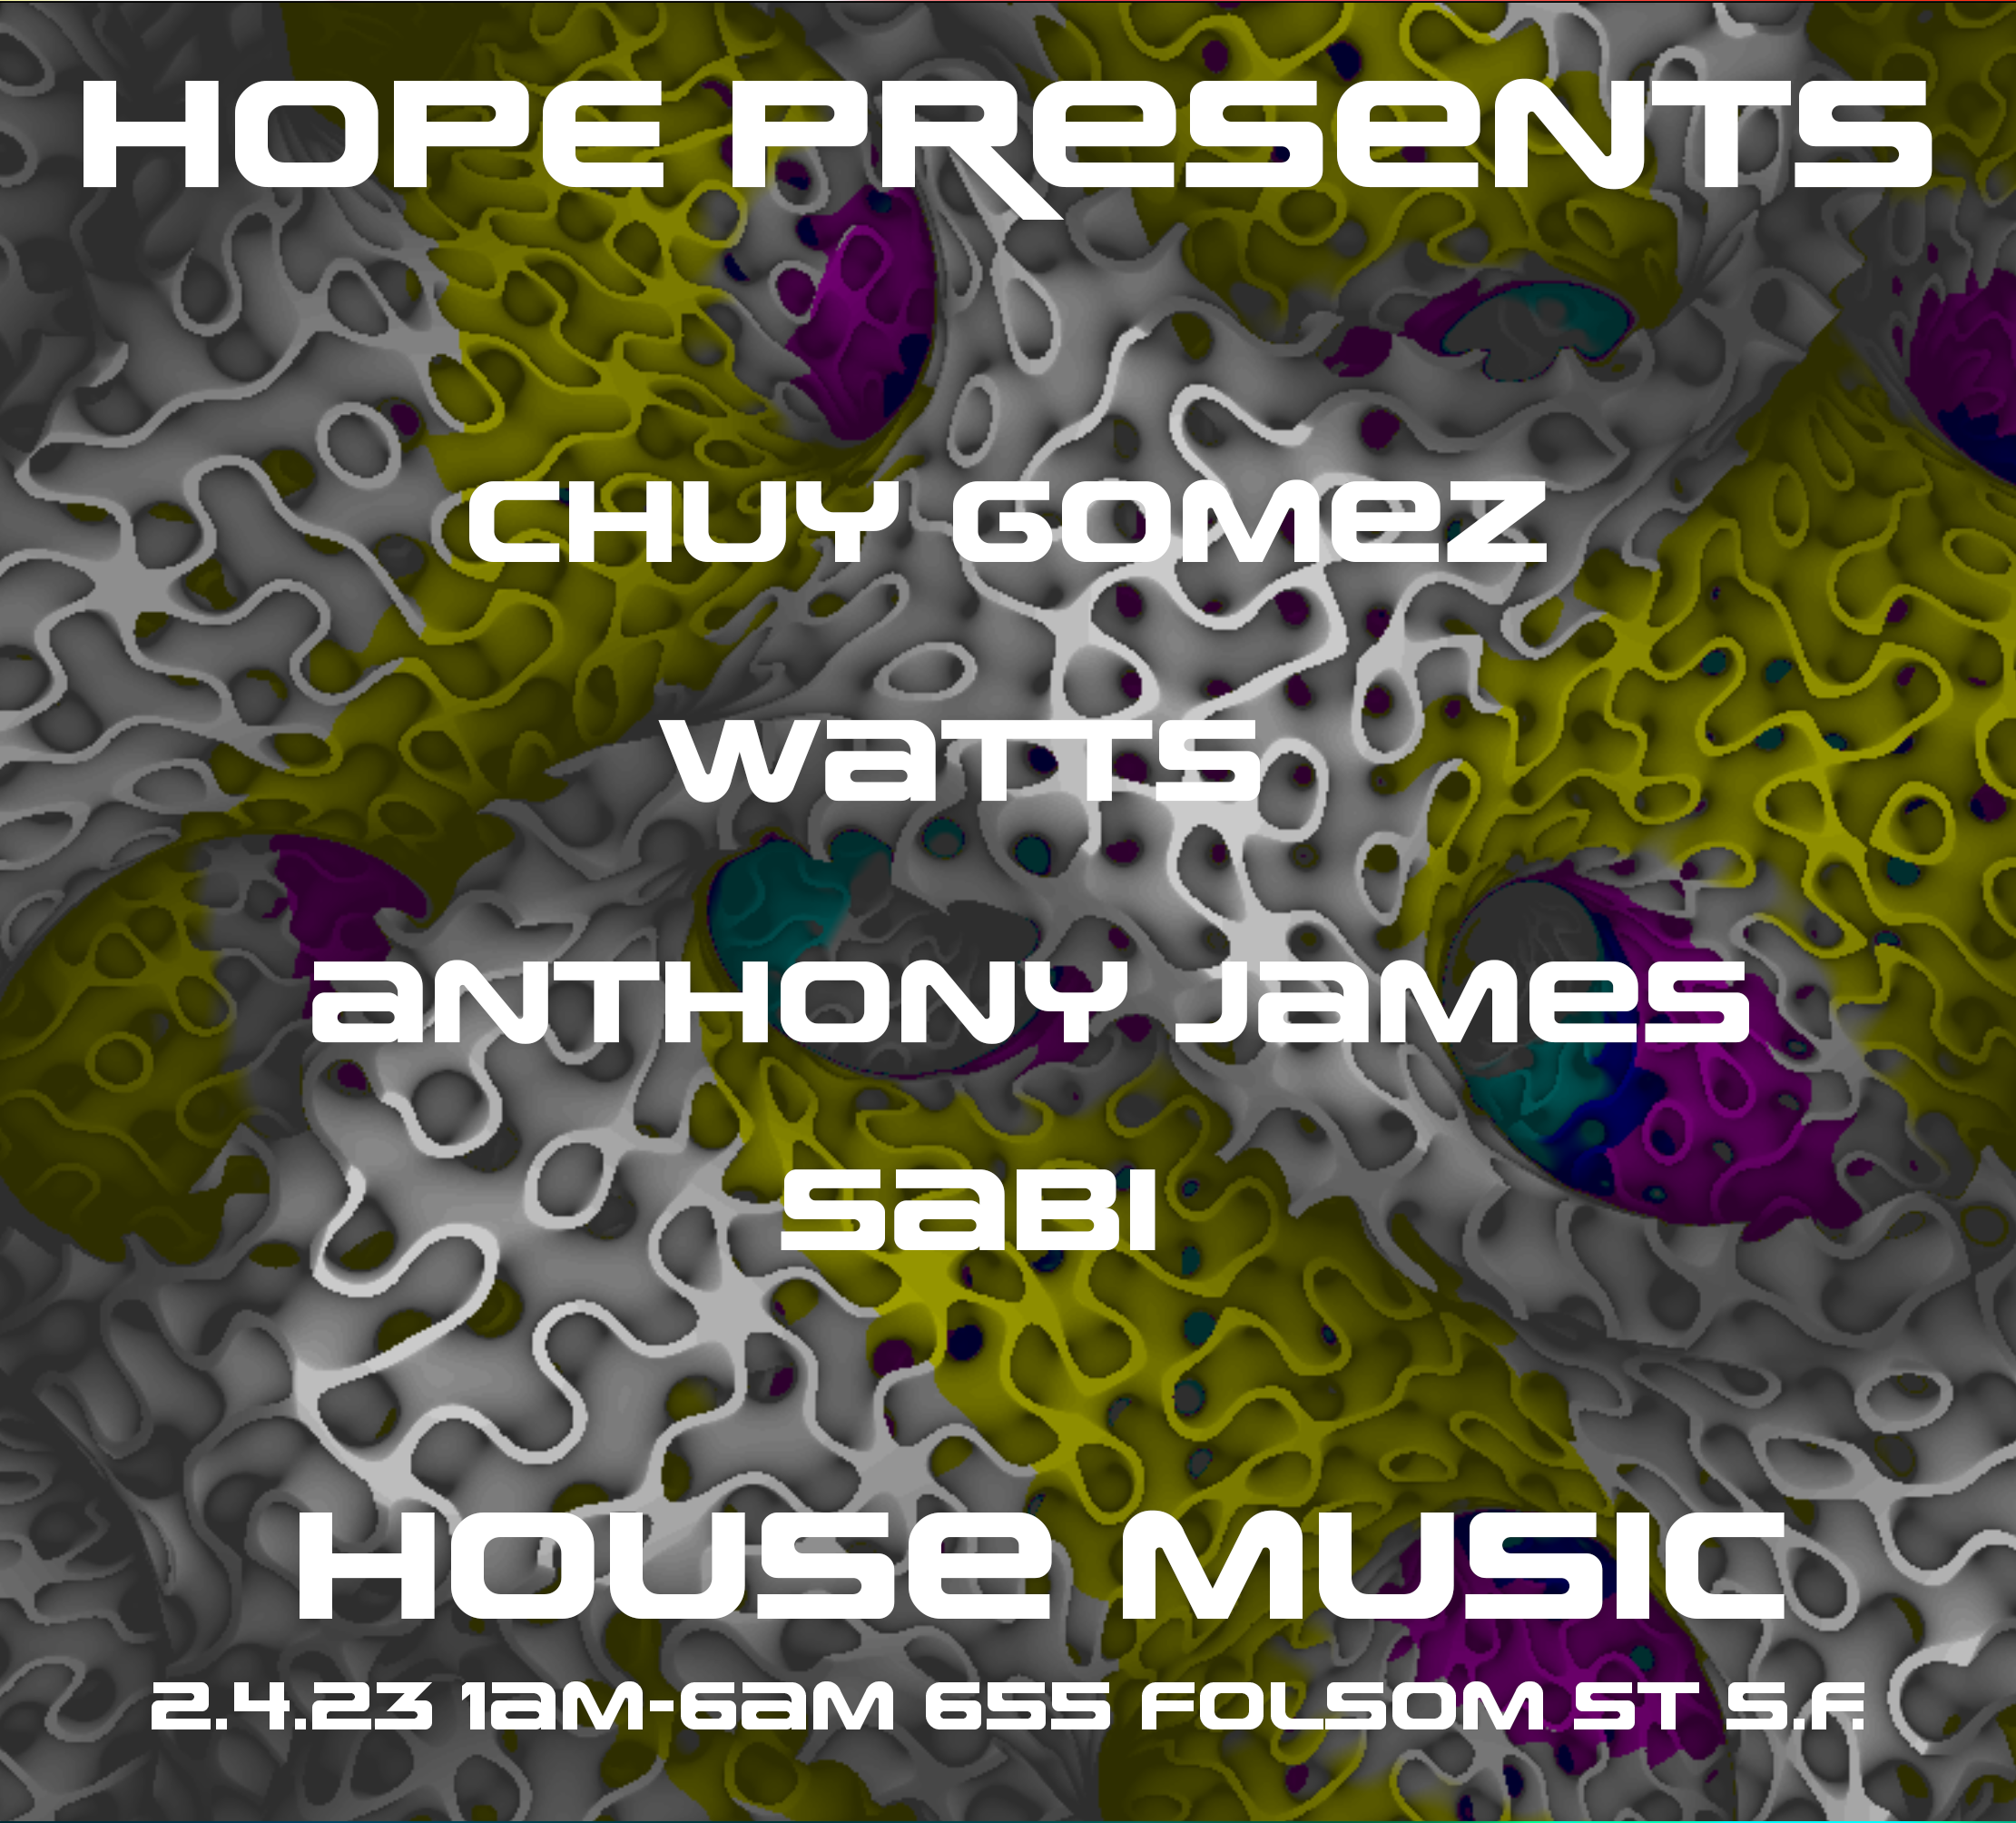 HOPE PReSeNTS
CHUY GOMeZ
WaTTS
aNTHONY JaMeS
SaBI
HOUSe MUSIC
2.4.23 1aM-6aM 655 FOLSOM ST S.F.